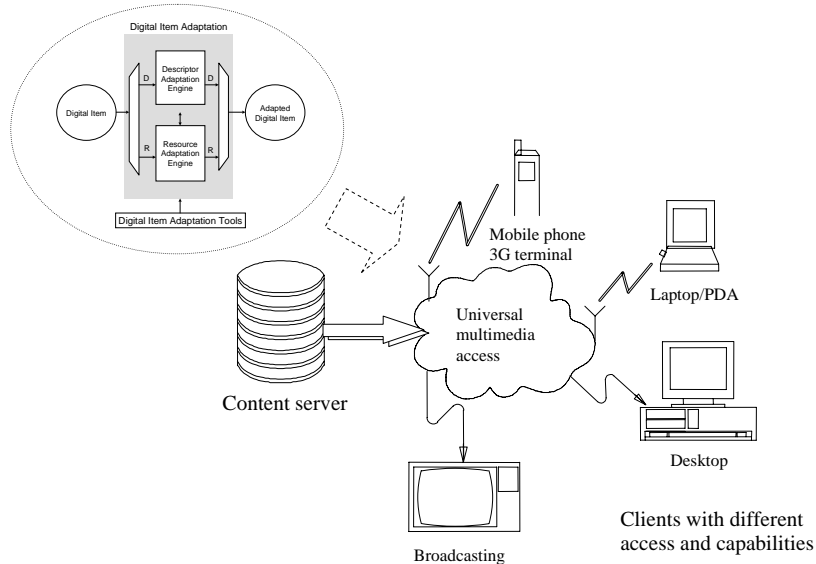 Digital Item Adaptation
D
Descriptor
Adaptation
Engine
D
Digital Item
Adapted
Digital Item
R
Resource
Adaptation
Engine
R
Digital Item Adaptation Tools
Mobile phone
3G terminal
Laptop/PDA
Universal
multimedia
access
Content server
Desktop
Broadcasting
Clients with different
access and capabilities